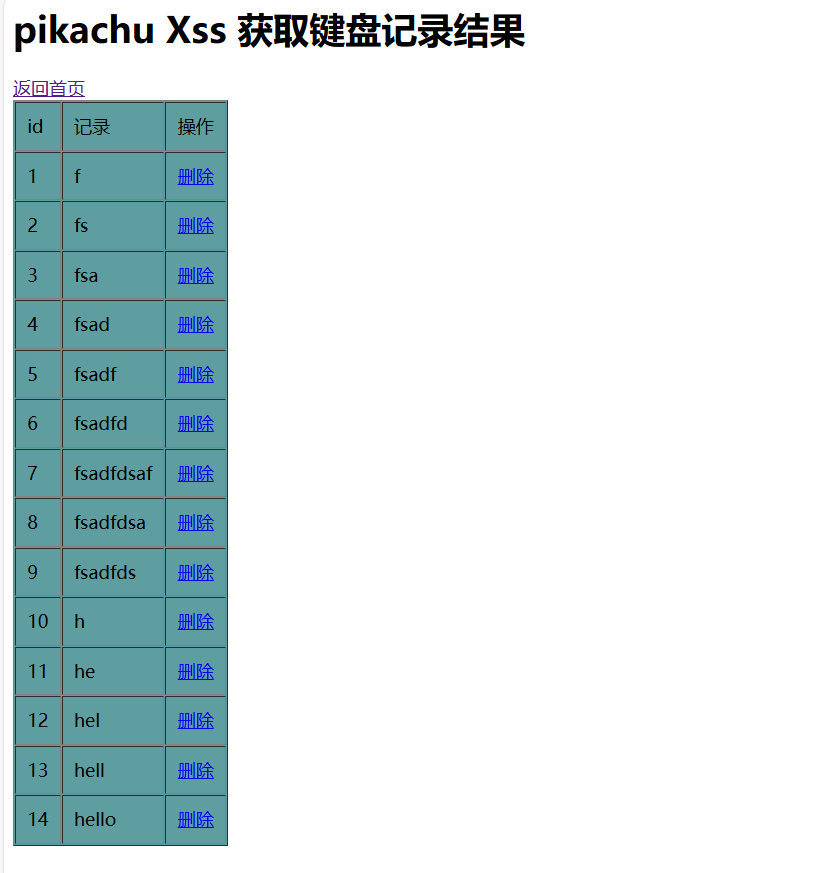 pikachu Xss 获取键盘记录结果
返回首页
id 记录 操作
1 f 删除
2 fs 删除
3 fsa 删除
4 fsad 删除
5 fsadf 删除
6 fsadfd 删除
7 fsadfdsaf 删除
8 fsadfdsa 删除
9 fsadfds 删除
10 h 删除
11 he 删除
12 hel 删除
13 hell 删除
14 hello 删除